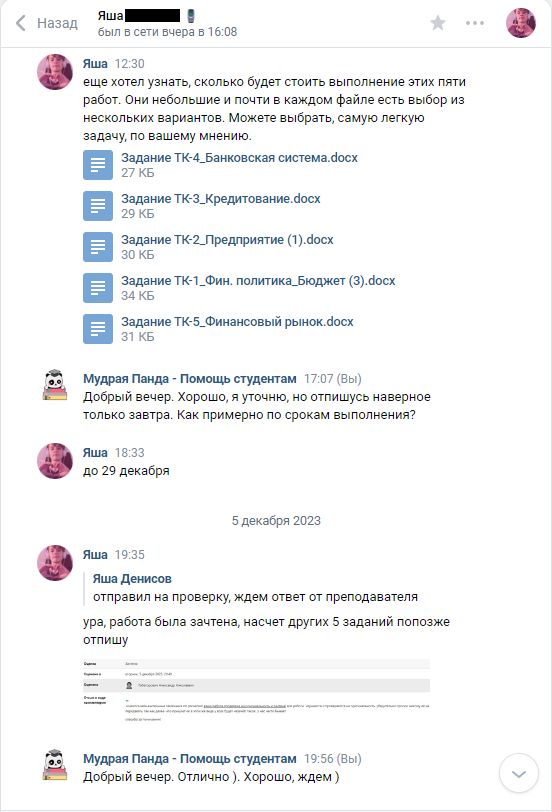 Назад
Яша
был в сети вчера в 16:08
Яша 12:30
еще хотел узнать, сколько будет стоить выполнение этих пяти
работ. Они небольшие и почти в каждом файле есть выбор из
нескольких вариантов. Можете выбрать, самую легкую
задачу, по вашему мнению.
Задание ТК-4_Банковская система.docx
27 КБ
Задание ТК-3_Кредитование.docx
29 КБ
Задание ТК-2_Предприятие (1).docx
30 КБ
Задание ТК-1_Фин. политика_Бюджет (3).docx
34 КБ
Задание ТК-5_Финансовый рынок.docx
31 КБ
Мудрая Панда - Помощь студентам 17:07 (Вы)
Добрый вечер. Хорошо, я уточню, но отпишусь наверное
только завтра. Как примерно по срокам выполнения?
Яша 18:33
до 29 декабря
5 декабря 2023
Яша 19:35
Яша Денисов
отправил на проверку, ждем ответ от преподавателя
ура, работа была зачтена, насчет других 5 заданий попозже
отпишу
Оценка
Оценено в
Оценено
Отзыв в виде
комментария
Мудрая Панда - Помощь студентам 19:56 (Вы)
Добрый вечер. Отлично ). Хорошо, ждем )